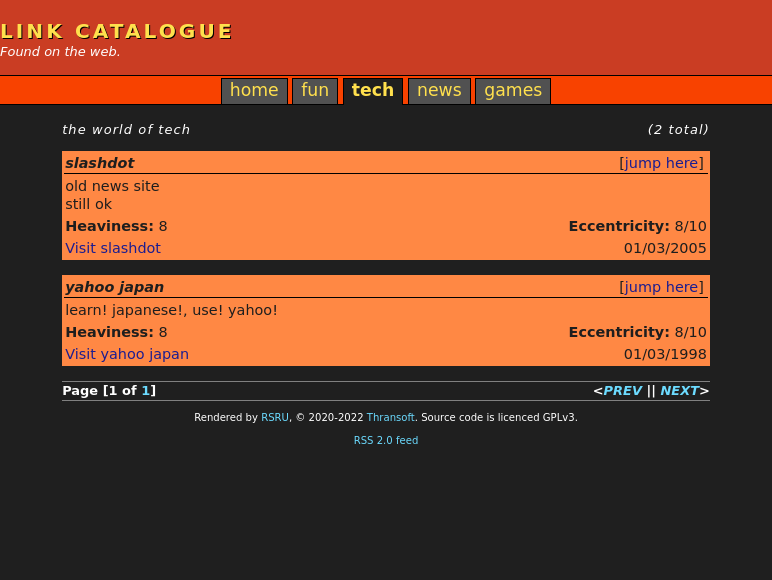 LINK CATALOGUE
Found on the web.
home fun tech news games
the world of tech (2 total)
slashdot [jump here]
old news site
still ok
Heaviness: 8 Eccentricity: 8/10
Visit slashdot 01/03/2005
yahoo japan [jump here]
learn! japanese!, use! yahoo!
Heaviness: 8 Eccentricity: 8/10
Visit yahoo japan 01/03/1998
Page [1 of 1] <PREV || NEXT>
Rendered by RSRU, © 2020-2022 Thransoft. Source code is licenced GPLv3.
RSS 2.0 feed